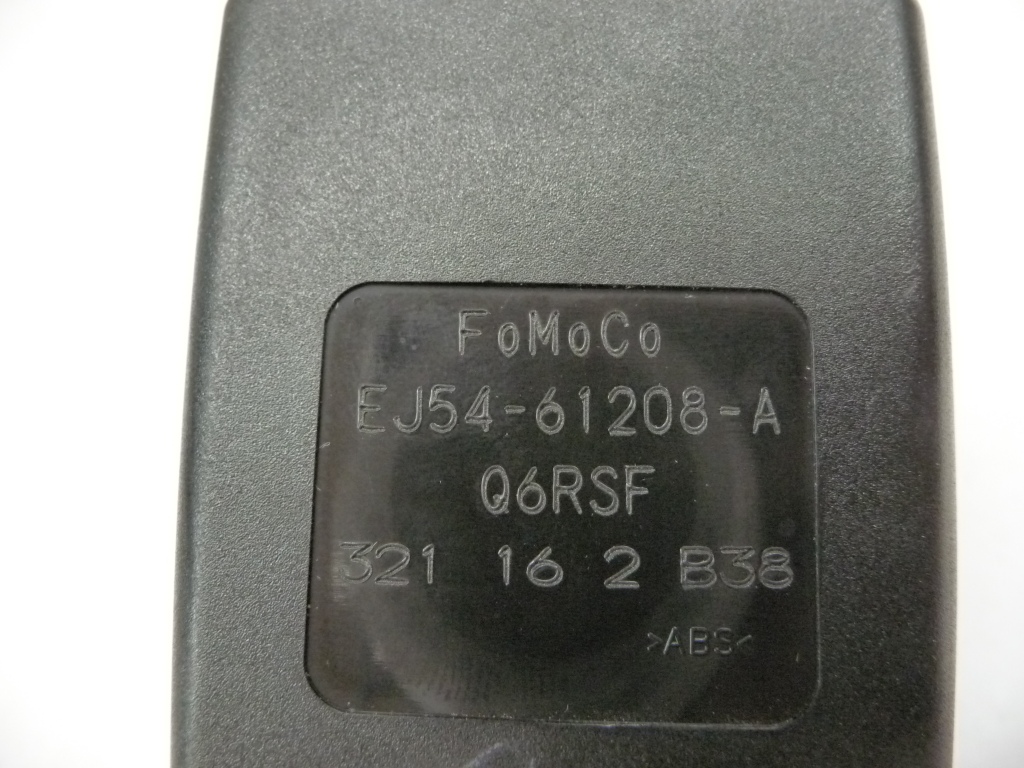 FoMoCo
EJ54-61208-A
Q6RSF
321 16 2 B38
>ABS<